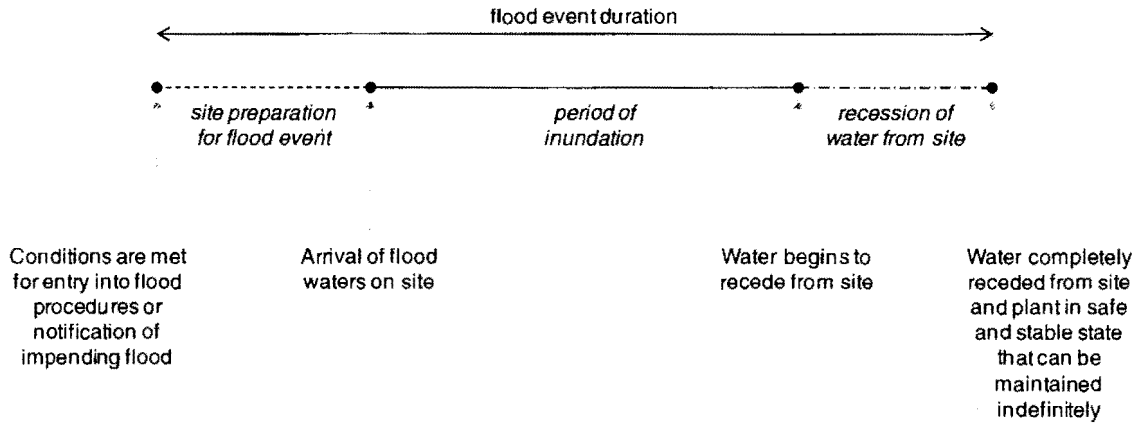 flood event duration
site preparation
for flood event
period of
inundation
recession of
water from site
Conditions are met
for entry into flood
procedures or
notification of
impending flood
Arrival of flood
waters on site
Water begins to
recede from site
Water completely
receded from site
and plant in safe
and stable state
that can be
maintained
indefinitely